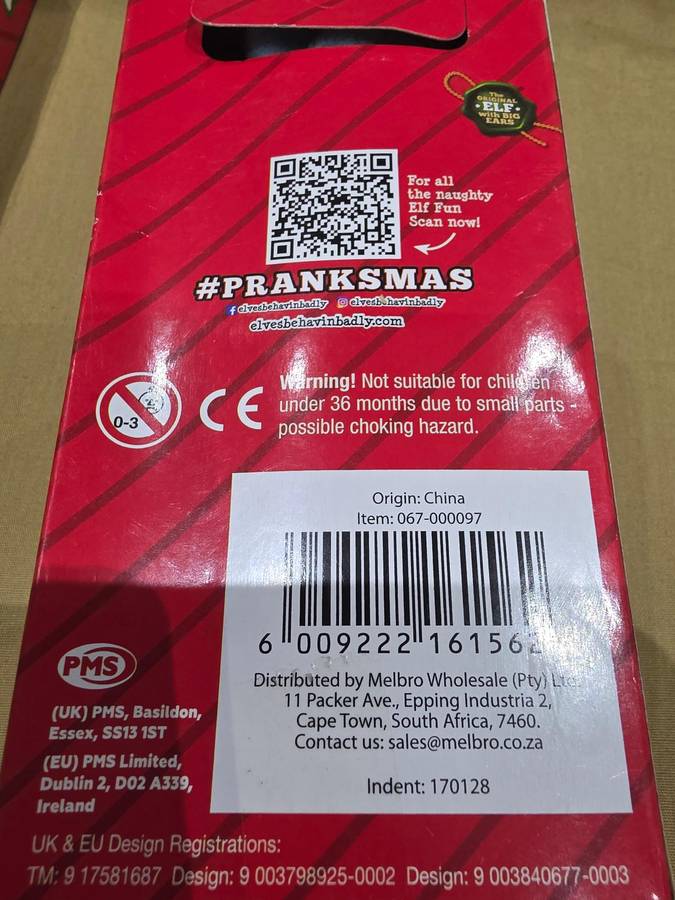 The
ORIGINAL
• ELF •
with BIG
EARS
For all
the naughty
Elf Fun
Scan now!
#PRANKSMAS
elvesbehavinbadly elvesbehavinbadly
elvesbehavinbadly.com
0-3
CE
Warning! Not suitable for children
under 36 months due to small parts -
possible choking hazard.
Origin: China
Item: 067-000097
6 009222 161562
Distributed by Melbro Wholesale (Pty) Ltd.
11 Packer Ave., Epping Industria 2,
Cape Town, South Africa, 7460.
Contact us: sales@melbro.co.za
Indent: 170128
PMS
(UK) PMS, Basildon,
Essex, SS13 1ST
(EU) PMS Limited,
Dublin 2, D02 A339,
Ireland
UK & EU Design Registrations:
TM: 9 17581687 Design: 9 003798925-0002 Design: 9 003840677-0003